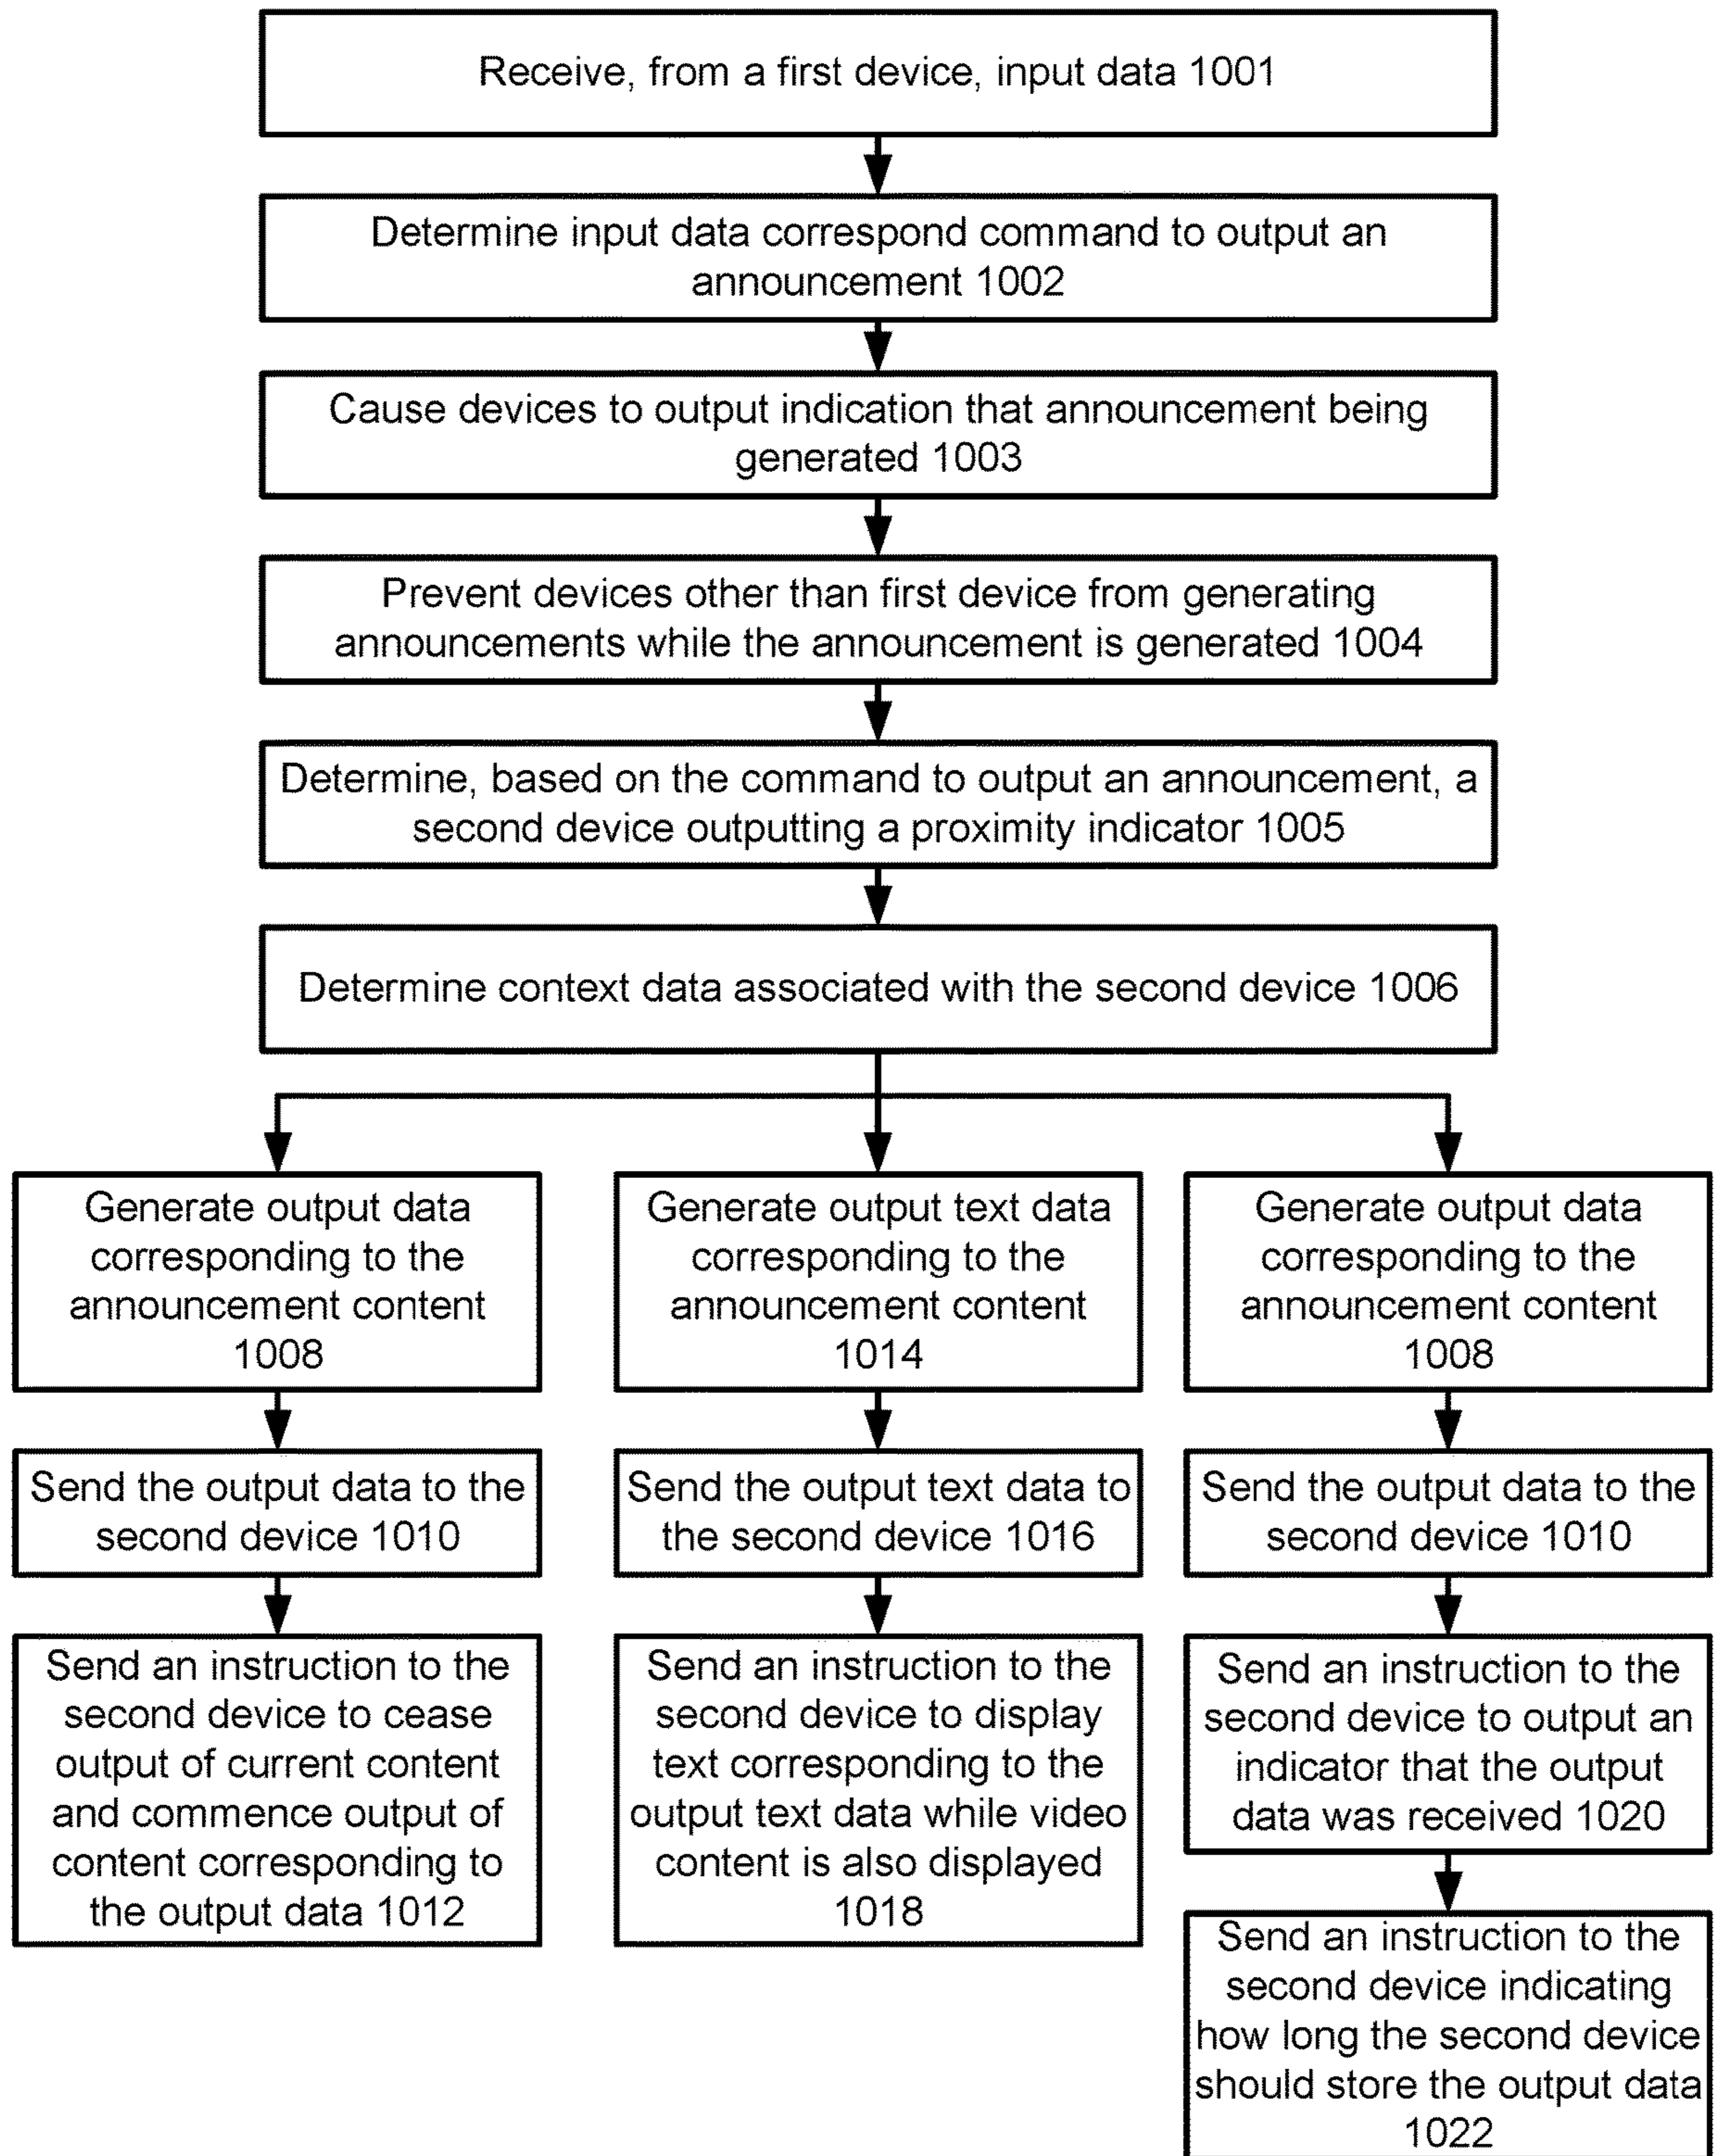 Receive, from a first device, input data 1001
Determine input data correspond command to output an
announcement 1002
Cause devices to output indication that announcement being
generated 1003
Prevent devices other than first device from generating
announcements while the announcement is generated 1004
Determine, based on the command to output an announcement, a
second device outputting a proximity indicator 1005
Determine context data associated with the second device 1006
Generate output data
corresponding to the
announcement content
1008
Send the output data to the
second device 1010
Send an instruction to the
second device to cease
output of current content
and commence output of
content corresponding to
the output data 1012
Generate output text data
corresponding to the
announcement content
1014
Send the output text data to
the second device 1016
Send an instruction to the
second device to display
text corresponding to the
output text data while video
content is also displayed
1018
Generate output data
corresponding to the
announcement content
1008
Send the output data to the
second device 1010
Send an instruction to the
second device to output an
indicator that the output
data was received 1020
Send an instruction to the
second device indicating
how long the second device
should store the output data
1022